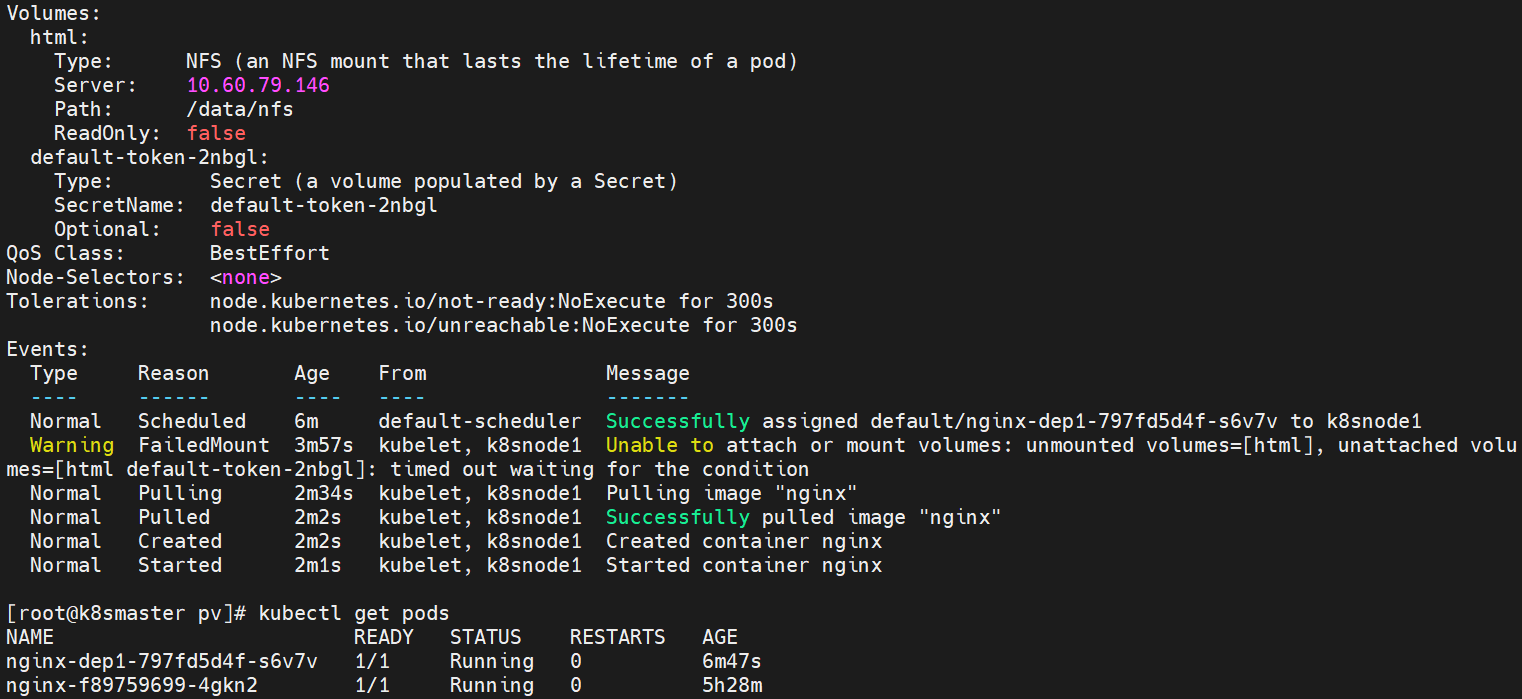 Volumes:
  html:
    Type:      NFS (an NFS mount that lasts the lifetime of a pod)
    Server:    10.60.79.146
    Path:      /data/nfs
    ReadOnly:  false
  default-token-2nbgl:
    Type:        Secret (a volume populated by a Secret)
    SecretName:  default-token-2nbgl
    Optional:    false
QoS Class:       BestEffort
Node-Selectors:  <none>
Tolerations:     node.kubernetes.io/not-ready:NoExecute for 300s
                 node.kubernetes.io/unreachable:NoExecute for 300s
Events:
  Type     Reason       Age    From               Message
  ----     ------       ----   ----               -------
  Normal   Scheduled    6m     default-scheduler  Successfully assigned default/nginx-dep1-797fd5d4f-s6v7v to k8snode1
  Warning  FailedMount  3m57s  kubelet, k8snode1  Unable to attach or mount volumes: unmounted volumes=[html], unattached volu
mes=[html default-token-2nbgl]: timed out waiting for the condition
  Normal   Pulling      2m34s  kubelet, k8snode1  Pulling image "nginx"
  Normal   Pulled       2m2s   kubelet, k8snode1  Successfully pulled image "nginx"
  Normal   Created      2m2s   kubelet, k8snode1  Created container nginx
  Normal   Started      2m1s   kubelet, k8snode1  Started container nginx
[root@k8smaster pv]# kubectl get pods
NAME                         READY   STATUS    RESTARTS   AGE
nginx-dep1-797fd5d4f-s6v7v   1/1     Running   0          6m47s
nginx-f89759699-4gkn2        1/1     Running   0          5h28m